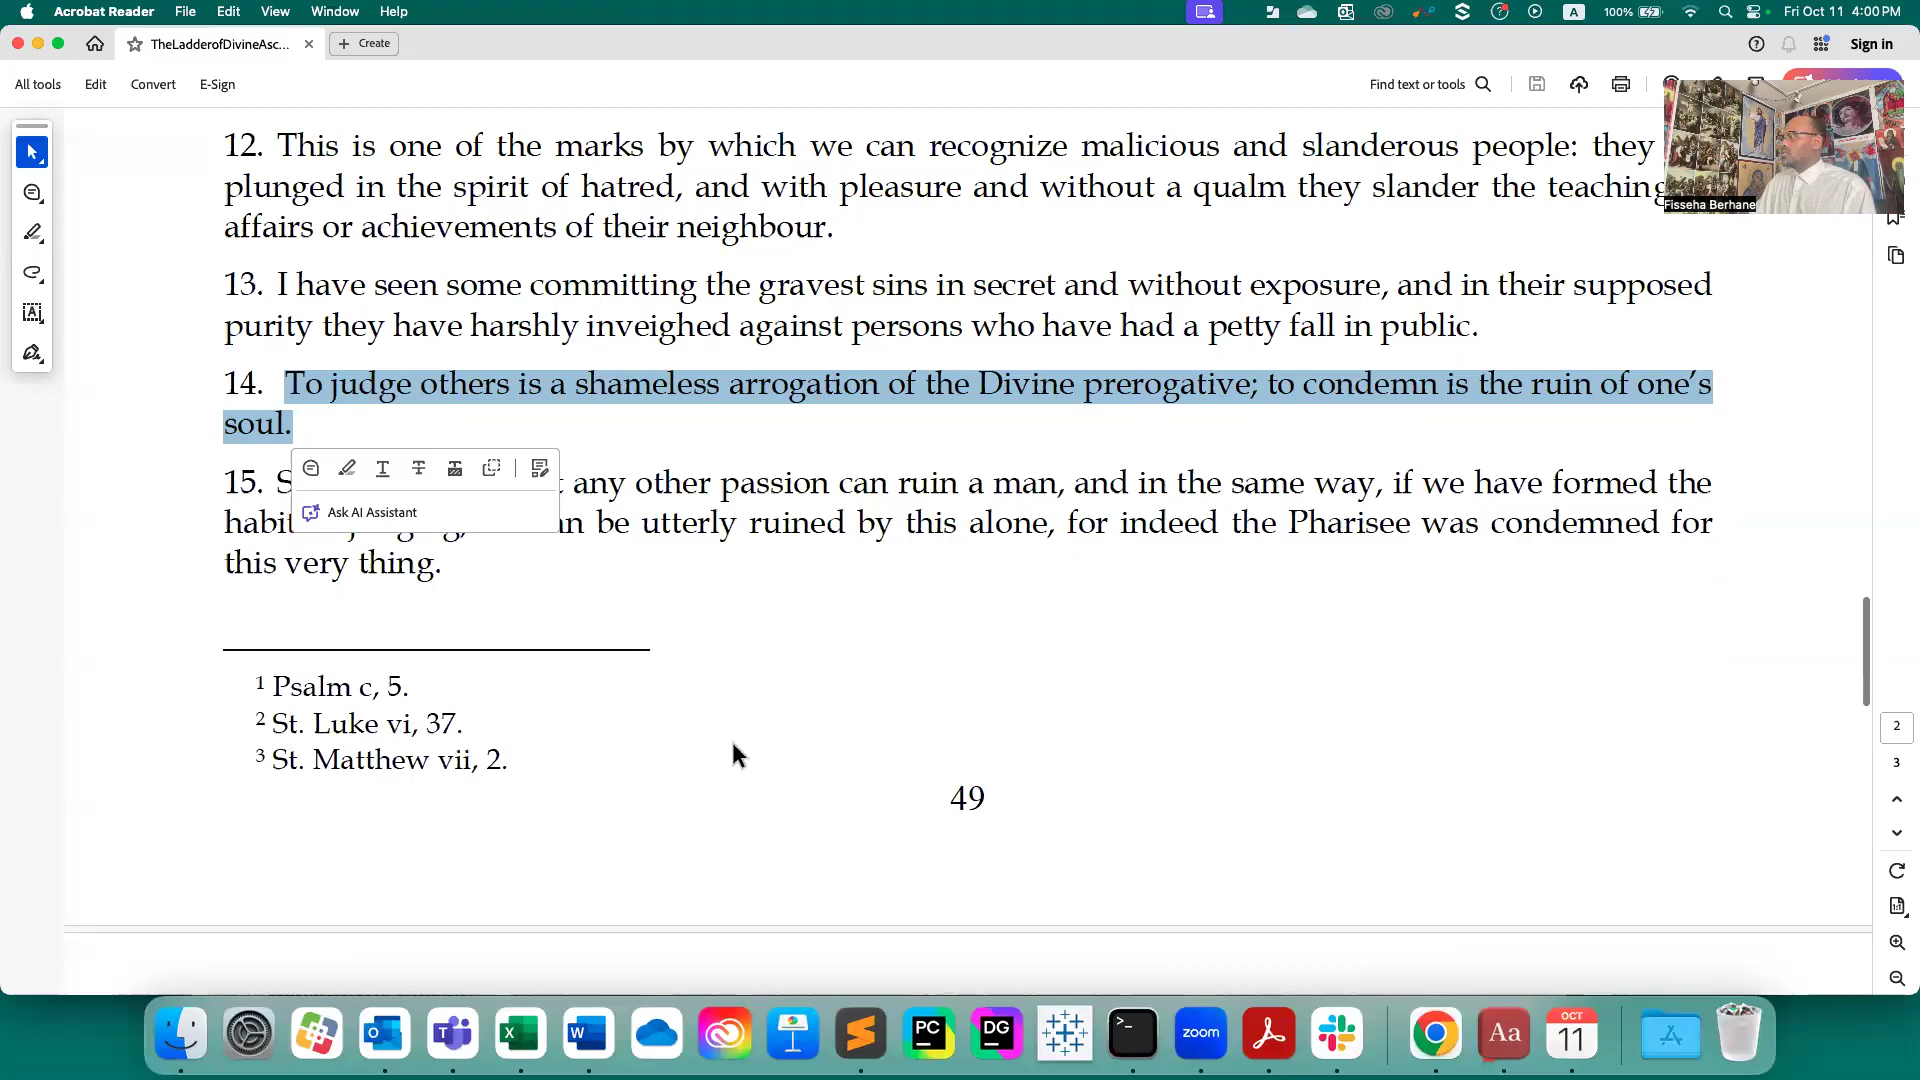 Acrobat Reader File Edit View Window Help
A 100% Fri Oct 11 4:00 PM
TheLadderofDivineAsc... Create Sign in
All tools Edit Convert E-Sign Find text or tools
Fisseha Berhane
12. This is one of the marks by which we can recognize malicious and slanderous people: they
plunged in the spirit of hatred, and with pleasure and without a qualm they slander the teaching
affairs or achievements of their neighbour.
13. I have seen some committing the gravest sins in secret and without exposure, and in their supposed
purity they have harshly inveighed against persons who have had a petty fall in public.
14. To judge others is a shameless arrogation of the Divine prerogative; to condemn is the ruin of one’s
soul.
15. S any other passion can ruin a man, and in the same way, if we have formed the
Ask AI Assistant
habit be utterly ruined by this alone, for indeed the Pharisee was condemned for
this very thing.
1 Psalm c, 5.
2 St. Luke vi, 37.
3 St. Matthew vii, 2.
49
2
3
PC DG zoom Aa OCT 11